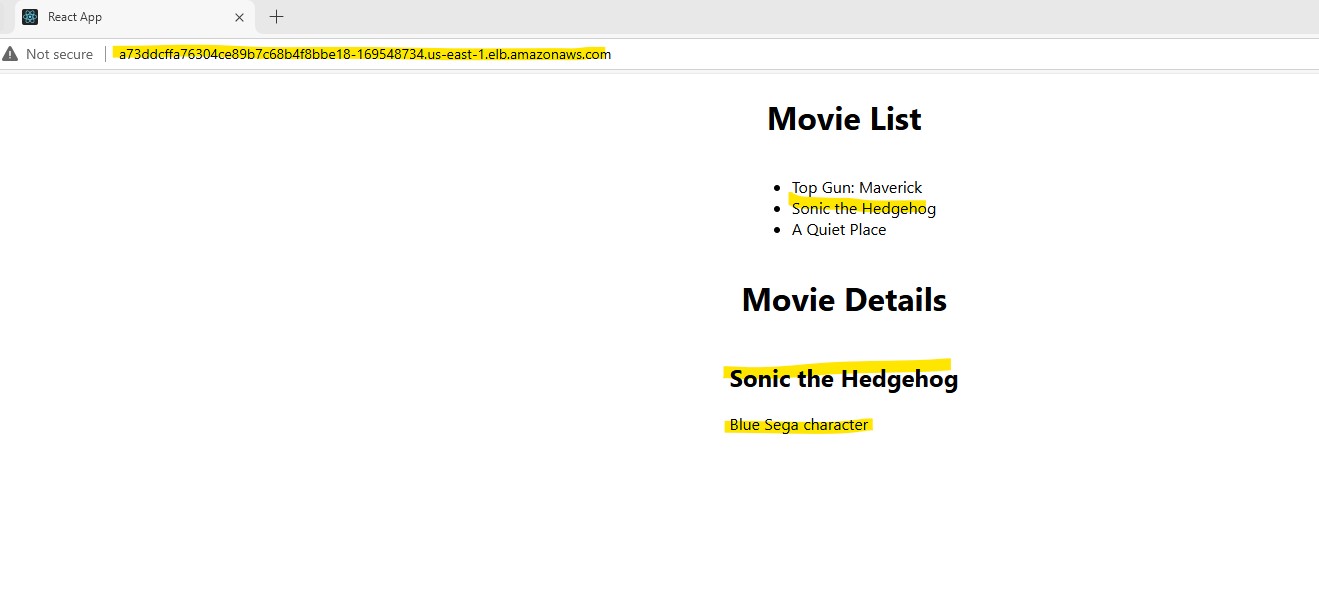 React App
Not secure a73ddcffa76304ce89b7c68b4f8bbe18-169548734.us-east-1.elb.amazonaws.com
Movie List
Top Gun: Maverick
Sonic the Hedgehog
A Quiet Place
Movie Details
Sonic the Hedgehog
Blue Sega character